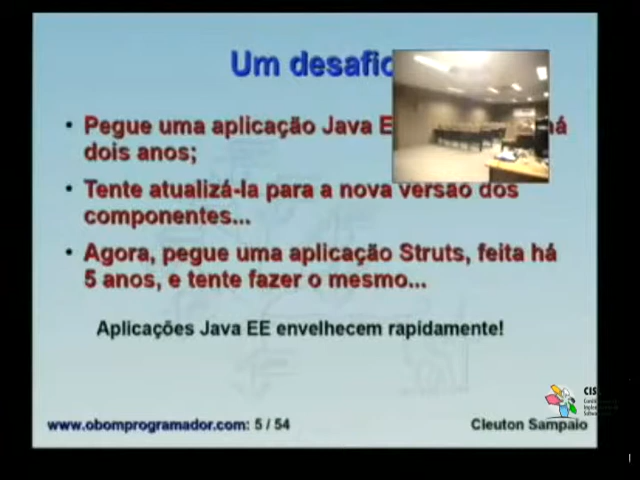 Um desafio
• Pegue uma aplicação Java E há
dois anos;
• Tente atualizá-la para a nova versão dos
componentes...
• Agora, pegue uma aplicação Struts, feita há
5 anos, e tente fazer o mesmo...
Aplicações Java EE envelhecem rapidamente!
CIS
www.obomprogramador.com: 5 / 54
Cleuton Sampaio